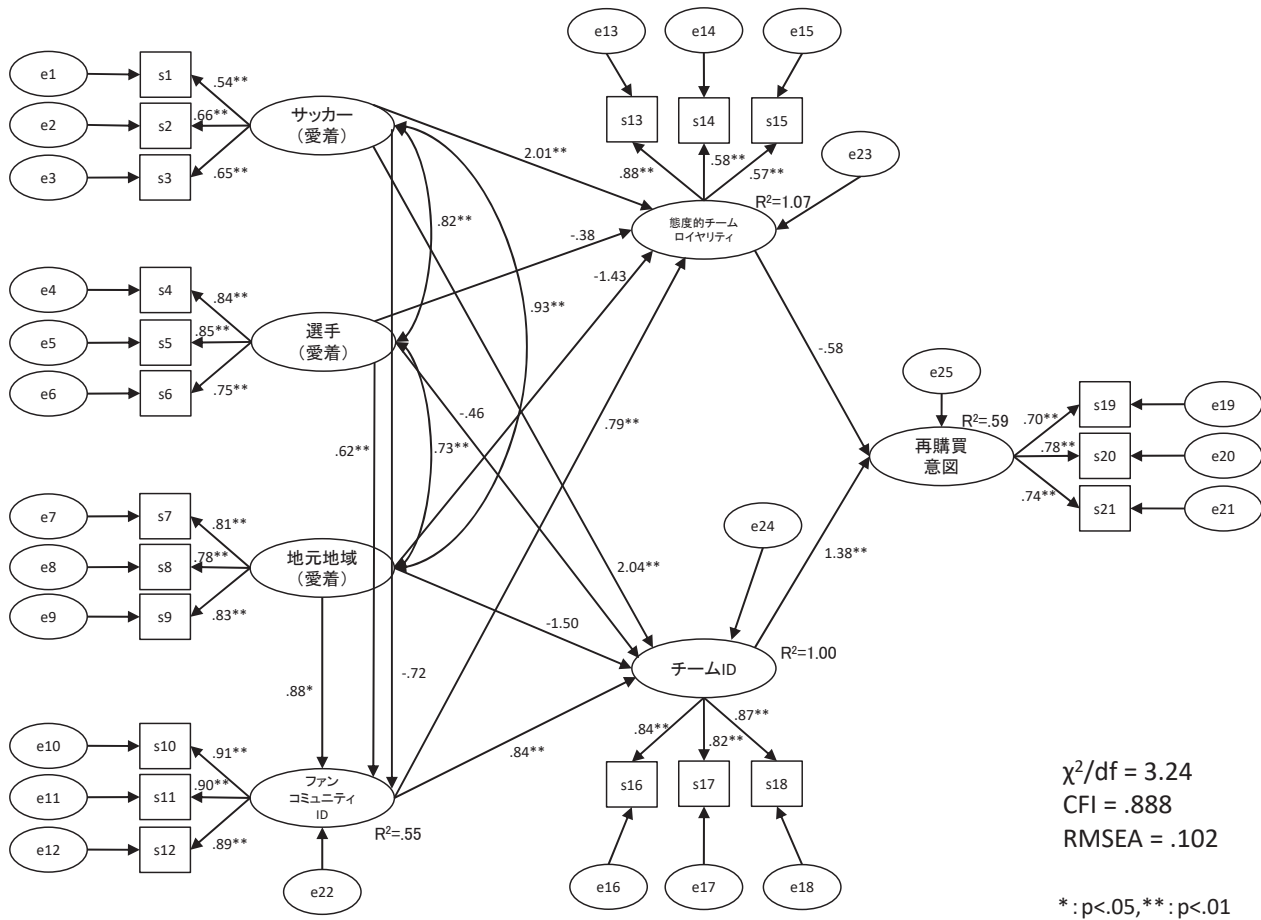 e1
s1
.54**
e2
s2
.66**
e3
s3
.65**
サッカー
（愛着）
e4
s4
.84**
e5
s5
.85**
e6
s6
.75**
選手
（愛着）
e7
s7
.81**
e8
s8
.78**
e9
s9
.83**
地元地域
（愛着）
e10
s10
.91**
e11
s11
.90**
e12
s12
.89**
ファン
コミュニティ
ID
R²=.55
e22
.82**
.93**
.73**
.62**
-.72
.88*
2.01**
-.38
-1.43
.79**
2.04**
-.46
-1.50
.84**
e13
e14
e15
s13
s14
s15
.88**
.58**
.57**
e23
R²=1.07
態度的チーム
ロイヤリティ
-.58
1.38**
e24
R²=1.00
チームID
.84**
.82**
.87**
s16
s17
s18
e16
e17
e18
e25
R²=.59
再購買
意図
.70**
s19
e19
.78**
s20
e20
.74**
s21
e21
χ²/df = 3.24
CFI = .888
RMSEA = .102
*:p<.05,**:p<.01